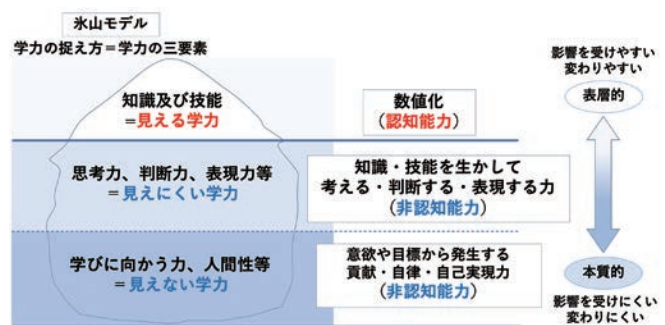 氷山モデル
学力の捉え方＝学力の三要素
知識及び技能
＝見える学力
数値化
（認知能力）
思考力、判断力、表現力等
＝見えにくい学力
知識・技能を生かして
考える・判断する・表現する力
（非認知能力）
学びに向かう力、人間性等
＝見えない学力
意欲や目標から発生する
貢献・自律・自己実現力
（非認知能力）
影響を受けやすい
変わりやすい
表層的
本質的
影響を受けにくい
変わりにくい